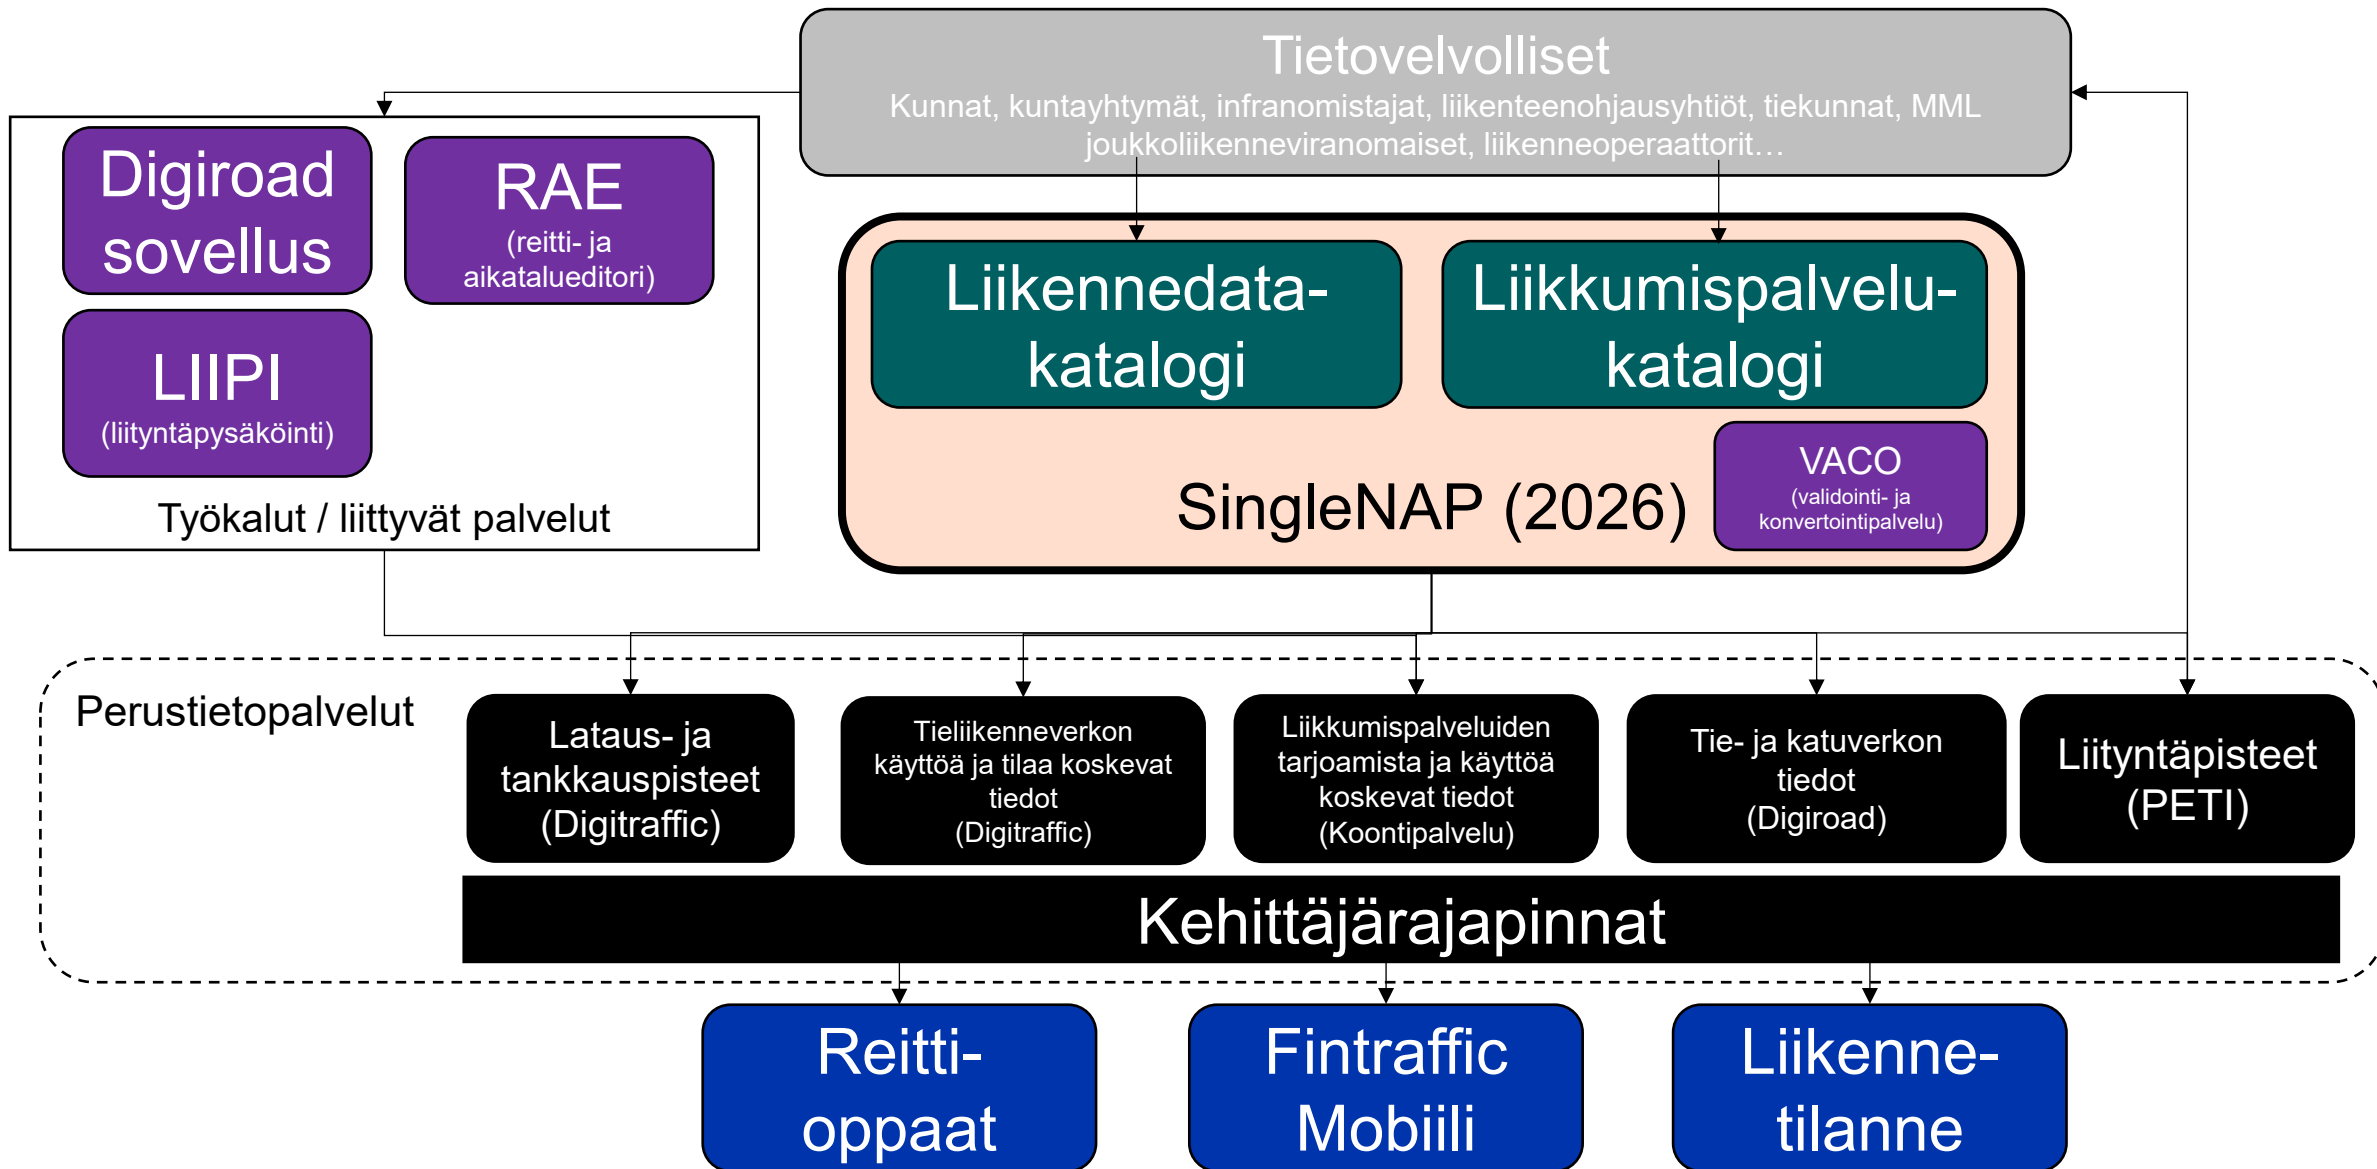 Tietovelvolliset
Kunnat, kuntayhtymät, infranomistajat, liikenteenohjausyhtiöt, tiekunnat, MML
joukkoliikenneviranomaiset, liikenneoperaattorit…
Digiroad
sovellus
RAE
(reitti- ja
aikatalueditori)
LIIPI
(liityntäpysäköinti)
Työkalut / liittyvät palvelut
Liikennedata-
katalogi
Liikkumispalvelu-
katalogi
SingleNAP (2026)
VACO
(validointi- ja
konvertointipalvelu)
Perustietopalvelut
Lataus- ja
tankkauspisteet
(Digitraffic)
Tieliikenneverkon
käyttöä ja tilaa koskevat
tiedot
(Digitraffic)
Liikkumispalveluiden
tarjoamista ja käyttöä
koskevat tiedot
(Koontipalvelu)
Tie- ja katuverkon
tiedot
(Digiroad)
Liityntäpisteet
(PETI)
Kehittäjärajapinnat
Reitti-
oppaat
Fintraffic
Mobiili
Liikenne-
tilanne